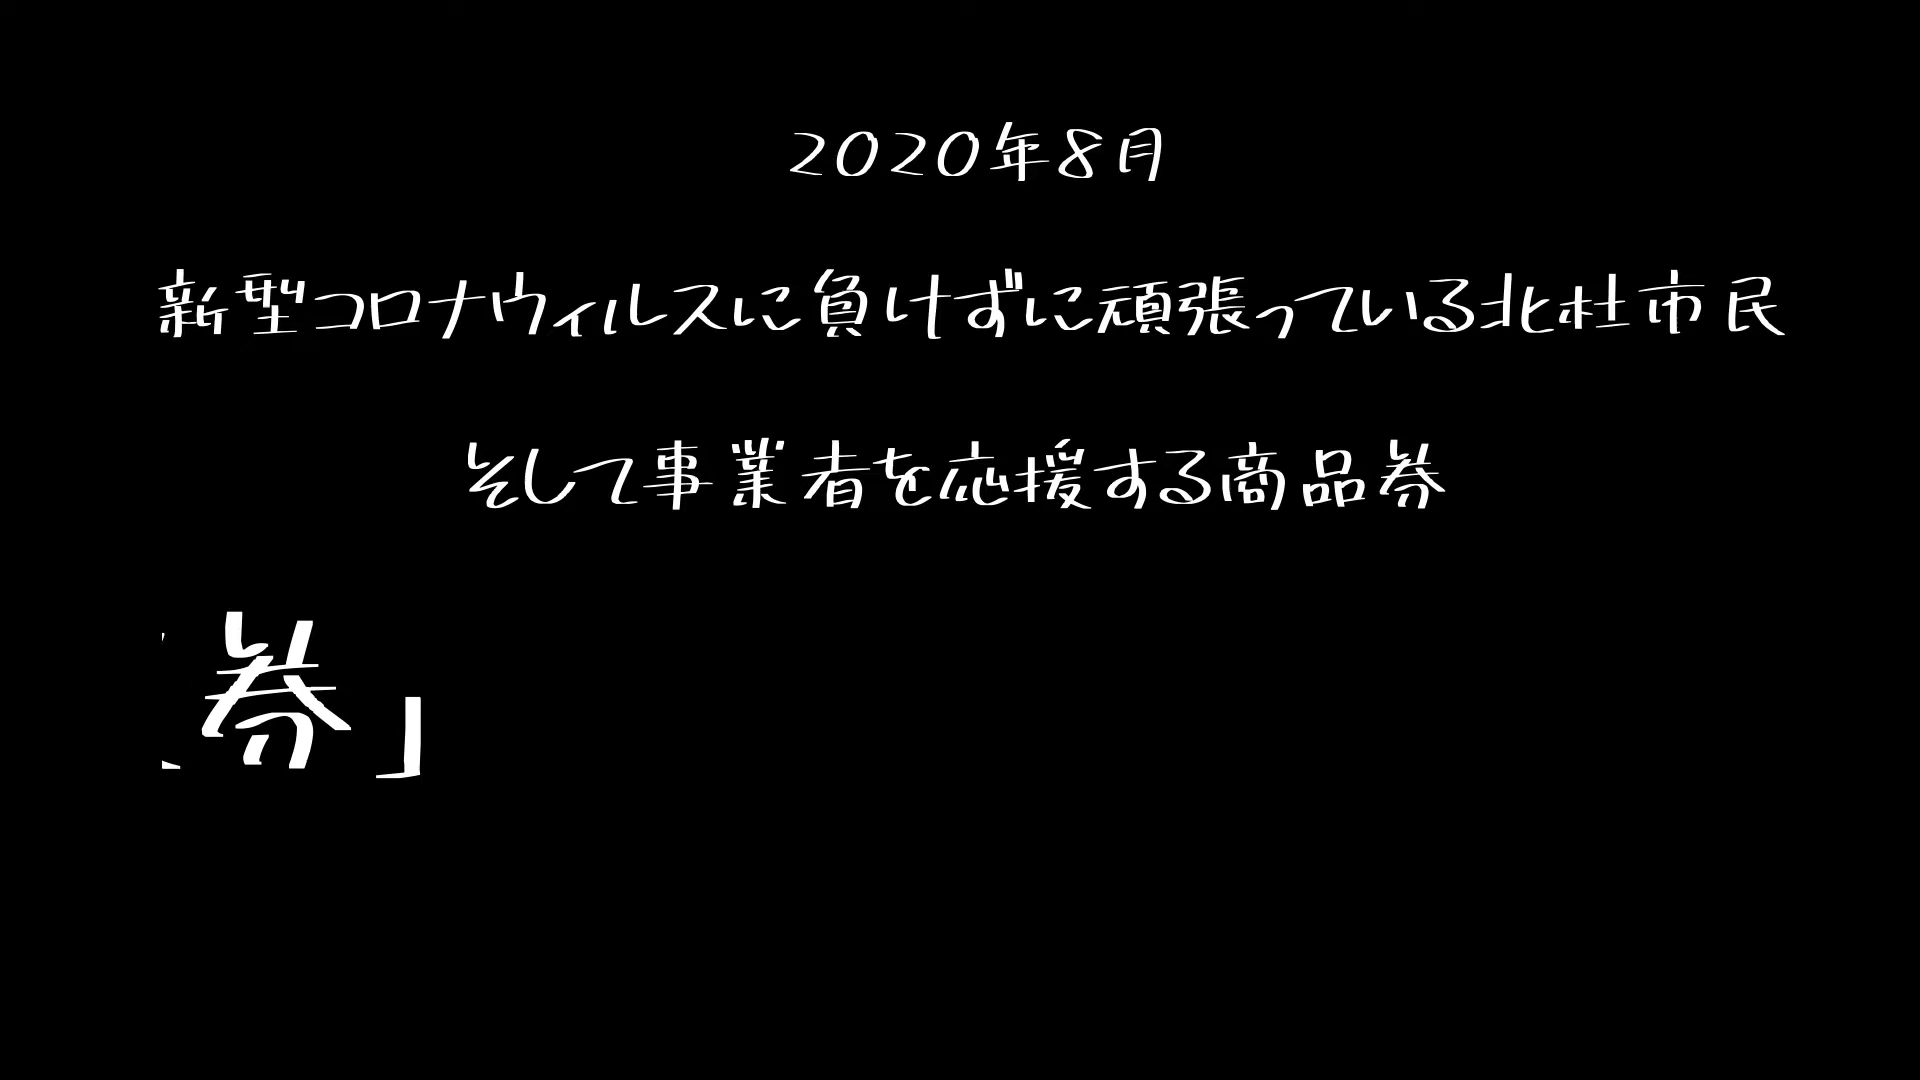 2020年8月
新型コロナウィルスに負けずに頑張っている北杜市民
そして事業者を応援する商品券
券」